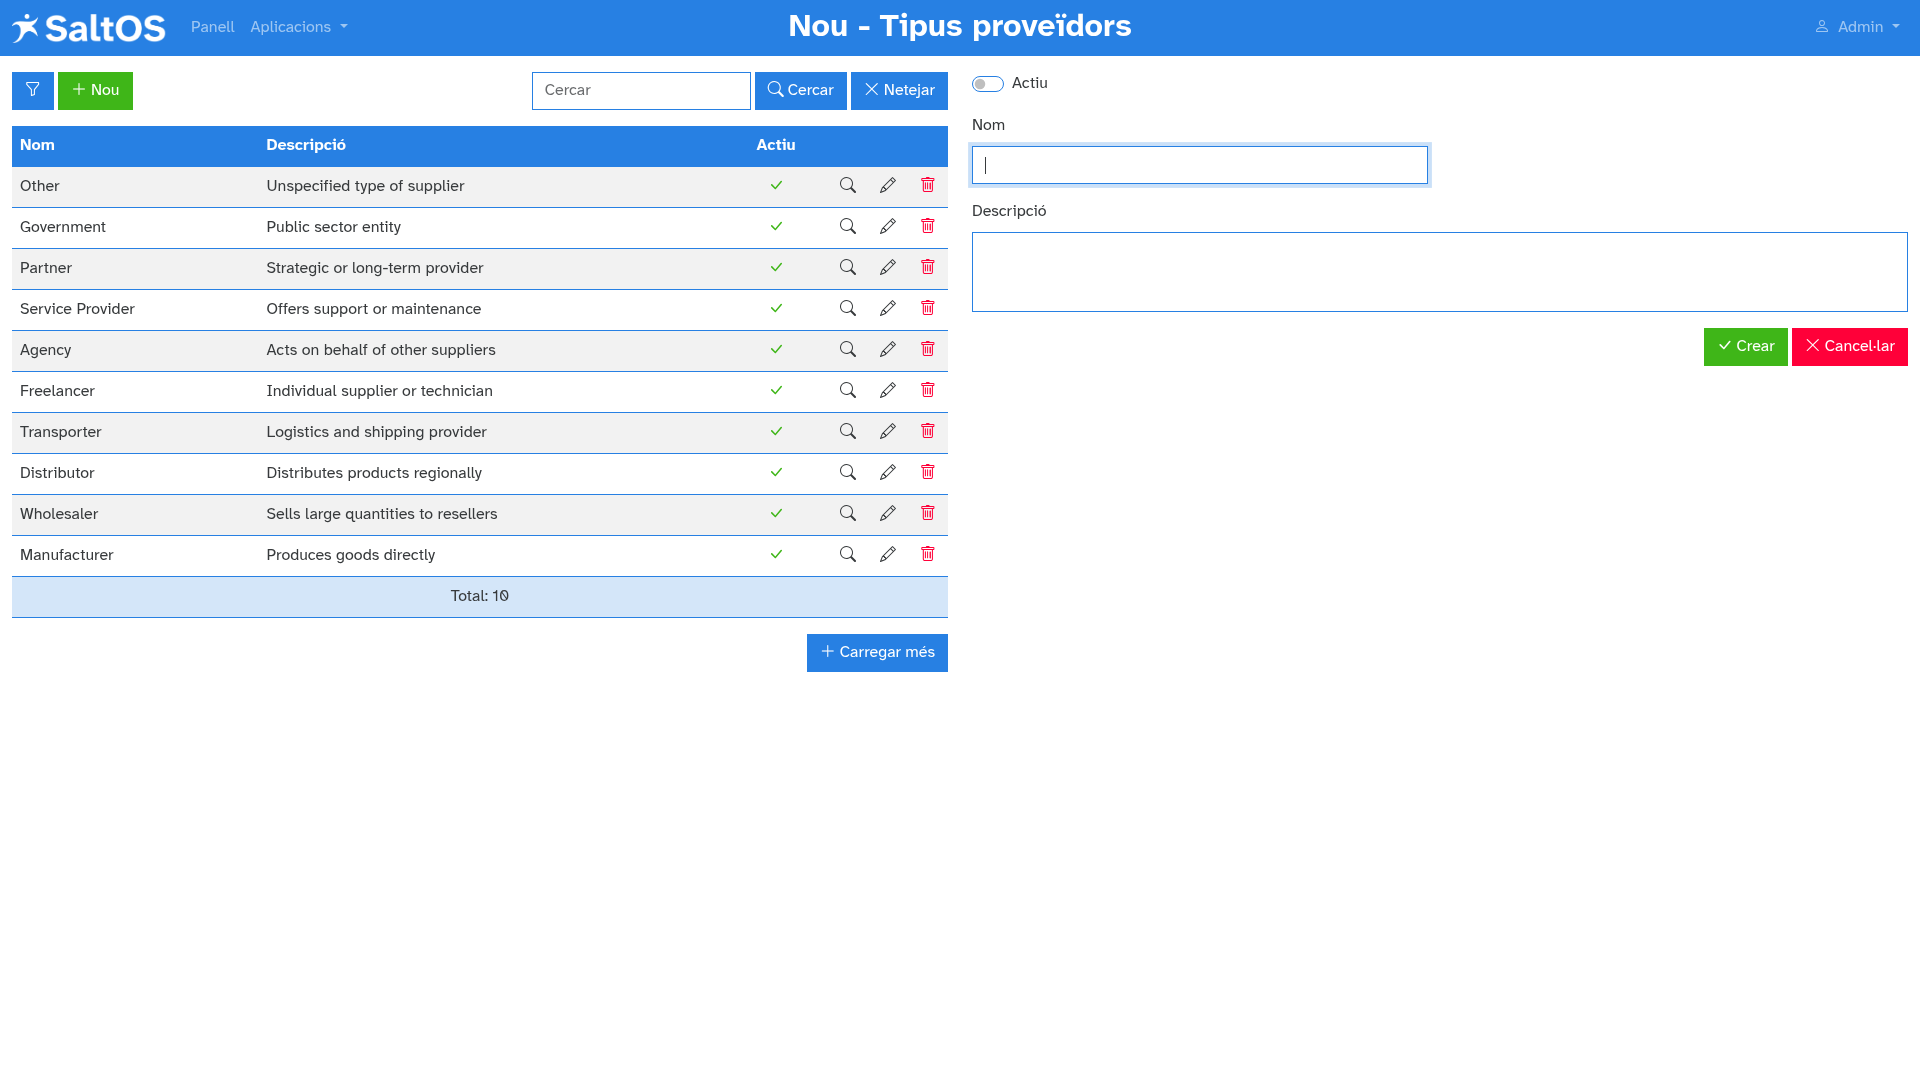 SaltOS Panell Aplicacions Nou - Tipus proveïdors Admin
Nou Cercar Cercar Netejar
Nom Descripció Actiu
Other Unspecified type of supplier
Government Public sector entity
Partner Strategic or long-term provider
Service Provider Offers support or maintenance
Agency Acts on behalf of other suppliers
Freelancer Individual supplier or technician
Transporter Logistics and shipping provider
Distributor Distributes products regionally
Wholesaler Sells large quantities to resellers
Manufacturer Produces goods directly
Total: 10
Carregar més
Actiu
Nom
Descripció
Crear Cancel·lar